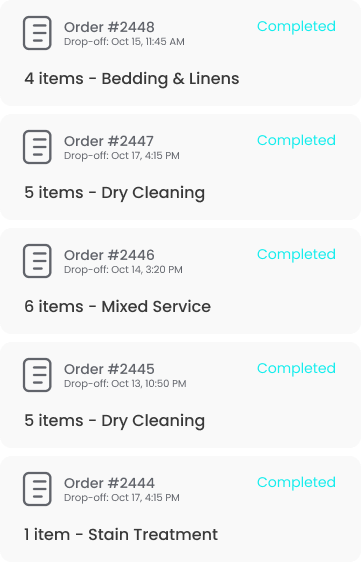 Order #2448
Completed
Drop-off: Oct 15, 11:45 AM
4 items - Bedding & Linens
Order #2447
Completed
Drop-off: Oct 17, 4:15 PM
5 items - Dry Cleaning
Order #2446
Completed
Drop-off: Oct 14, 3:20 PM
6 items - Mixed Service
Order #2445
Completed
Drop-off: Oct 13, 10:50 PM
5 items - Dry Cleaning
Order #2444
Completed
Drop-off: Oct 17, 4:15 PM
1 item - Stain Treatment